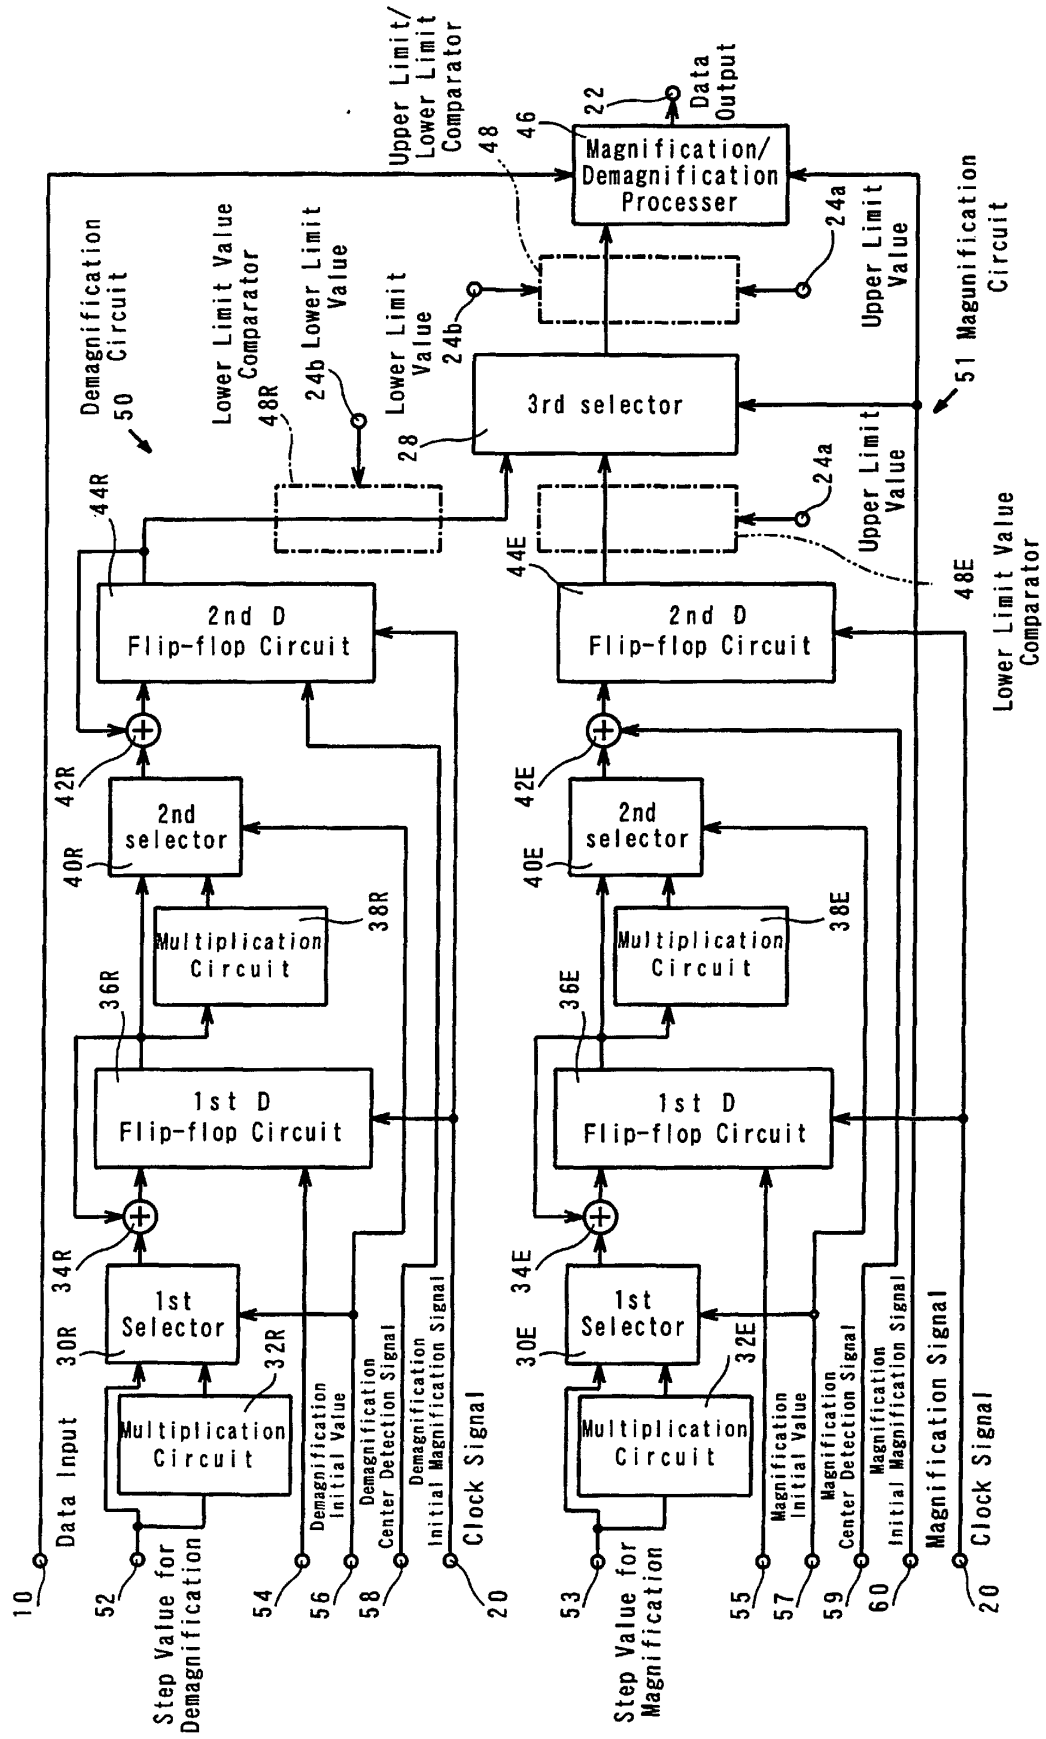 10
Data Input
52
Step Value for
Demagnification
Multiplication
Circuit
32R
30R
1st
Selector
34R
1st D
Flip-flop Circuit
36R
Multiplication
Circuit
38R
40R
2nd
selector
42R
2nd D
Flip-flop Circuit
44R
54
Demagnification
Initial Value
56
Demagnification
Center Detection Signal
58
Demagnification
Initial Magnification Signal
20
Clock Signal
Demagnification
Circuit
50
Lower Limit Value
Comparator
48R
24b
Lower Limit
Value
Upper Limit/
Lower Limit
Comparator
48
Lower Limit
Value
24b
28
3rd selector
46
Magnification/
Demagnification
Processer
22
Data
Output
24a
Upper Limit
Value
51 Magunification
Circuit
53
Step Value for
Magnification
Multiplication
Circuit
32E
30E
1st
Selector
34E
1st D
Flip-flop Circuit
36E
Multiplication
Circuit
38E
40E
2nd
selector
42E
2nd D
Flip-flop Circuit
44E
24a
Upper Limit
Value
48E
Lower Limit Value
Comparator
55
Magnification
Initial Value
57
Magnification
Center Detection Signal
59
Magnification
Initial Magnification Signal
60
Magnification Signal
20
Clock Signal